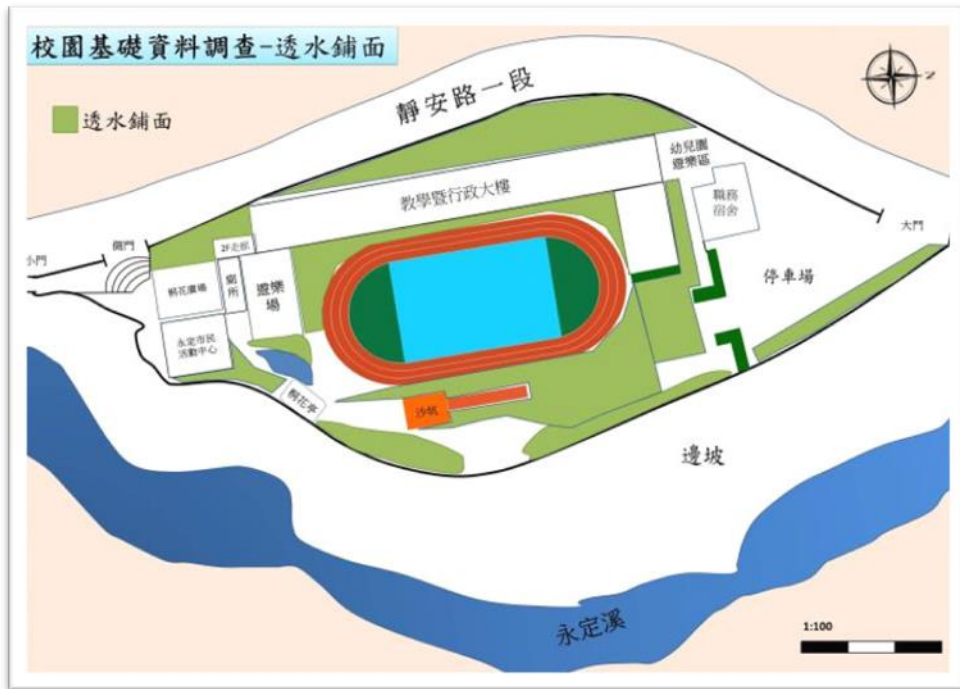 校園基礎資料調查-透水鋪面
透水鋪面
N
靜安路一段
幼兒園
遊樂區
教學暨行政大樓
職務
宿舍
大門
側門
小門
2F走廊
桐花廣場
廁所
遊樂場
停車場
永定市民
活動中心
桐花亭
沙坑
邊坡
永定溪
1:100